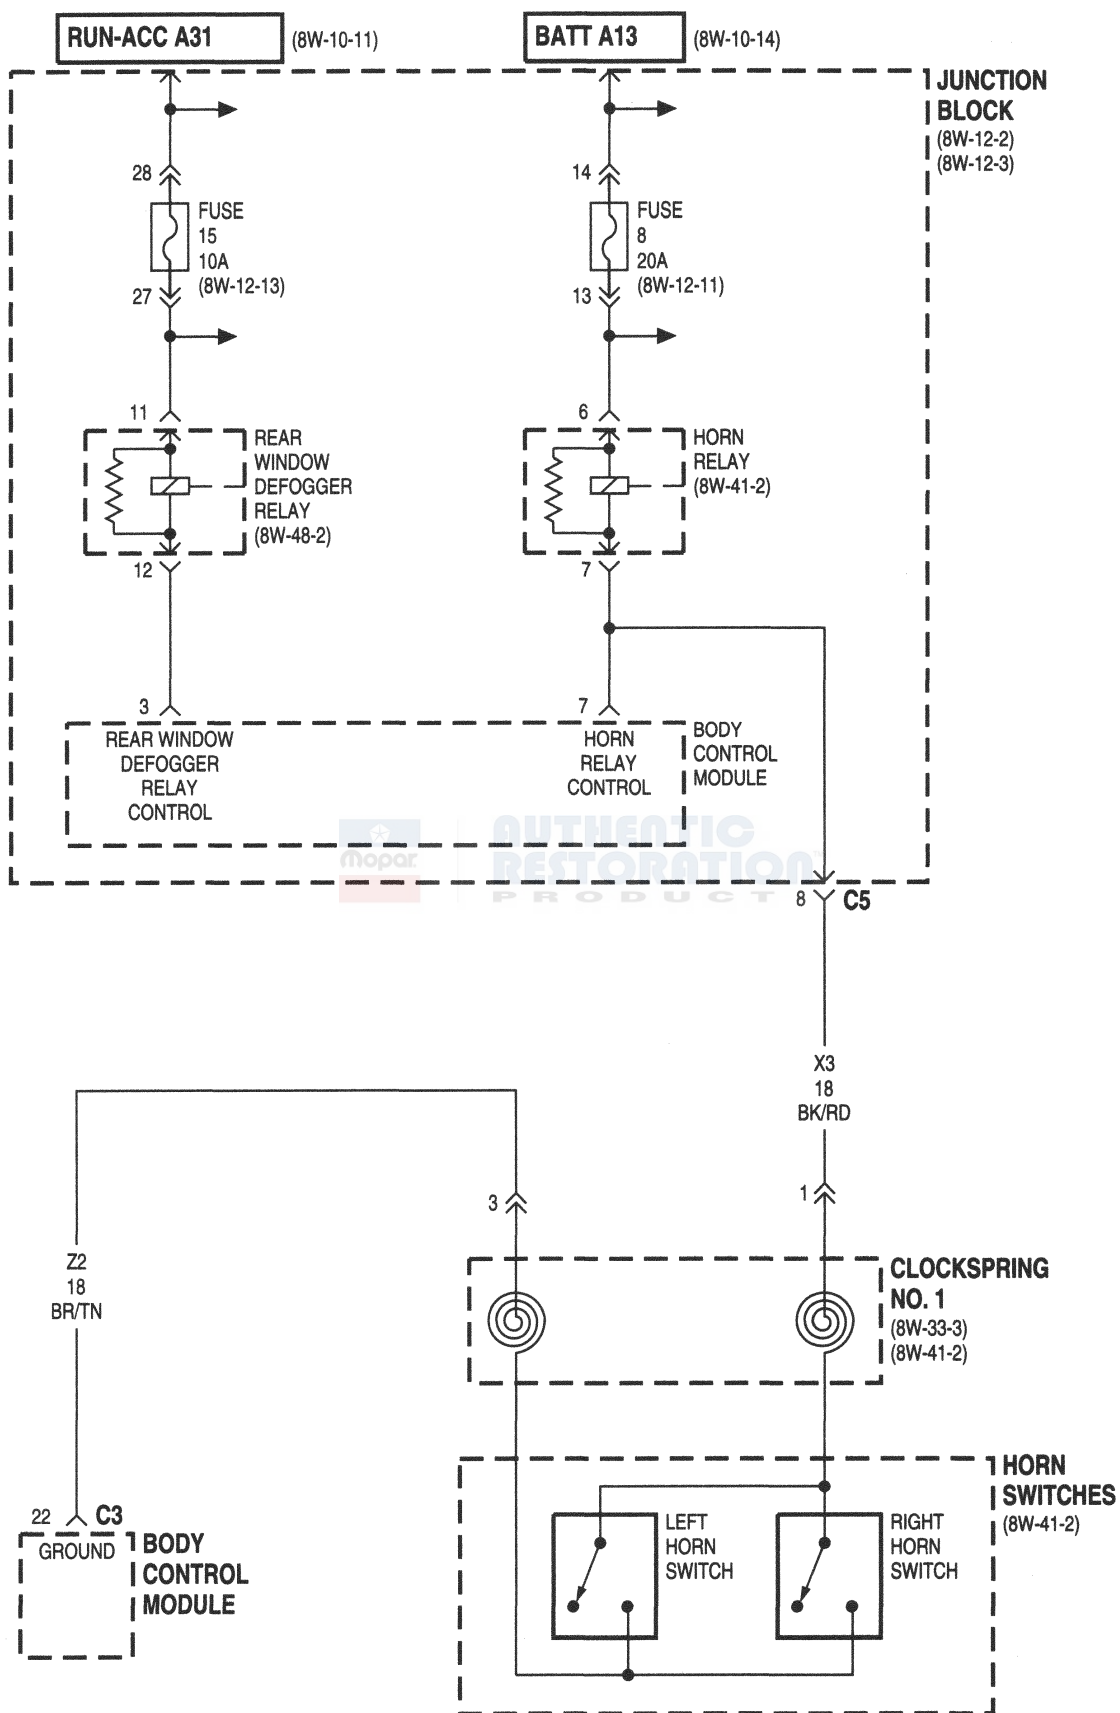 RUN-ACC A31
(8W-10-11)
BATT A13
(8W-10-14)
JUNCTION
BLOCK
(8W-12-2)
(8W-12-3)
28
FUSE
15
10A
(8W-12-13)
27
14
FUSE
8
20A
(8W-12-11)
13
11
REAR
WINDOW
DEFOGGER
RELAY
(8W-48-2)
12
6
HORN
RELAY
(8W-41-2)
7
3
REAR WINDOW
DEFOGGER
RELAY
CONTROL
7
HORN
RELAY
CONTROL
BODY
CONTROL
MODULE
Mopar
AUTHENTIC
RESTORATION
PRODUCT
8
C5
X3
18
BK/RD
3
1
Z2
18
BR/TN
CLOCKSPRING
NO. 1
(8W-33-3)
(8W-41-2)
HORN
SWITCHES
(8W-41-2)
LEFT
HORN
SWITCH
RIGHT
HORN
SWITCH
22
C3
GROUND
BODY
CONTROL
MODULE